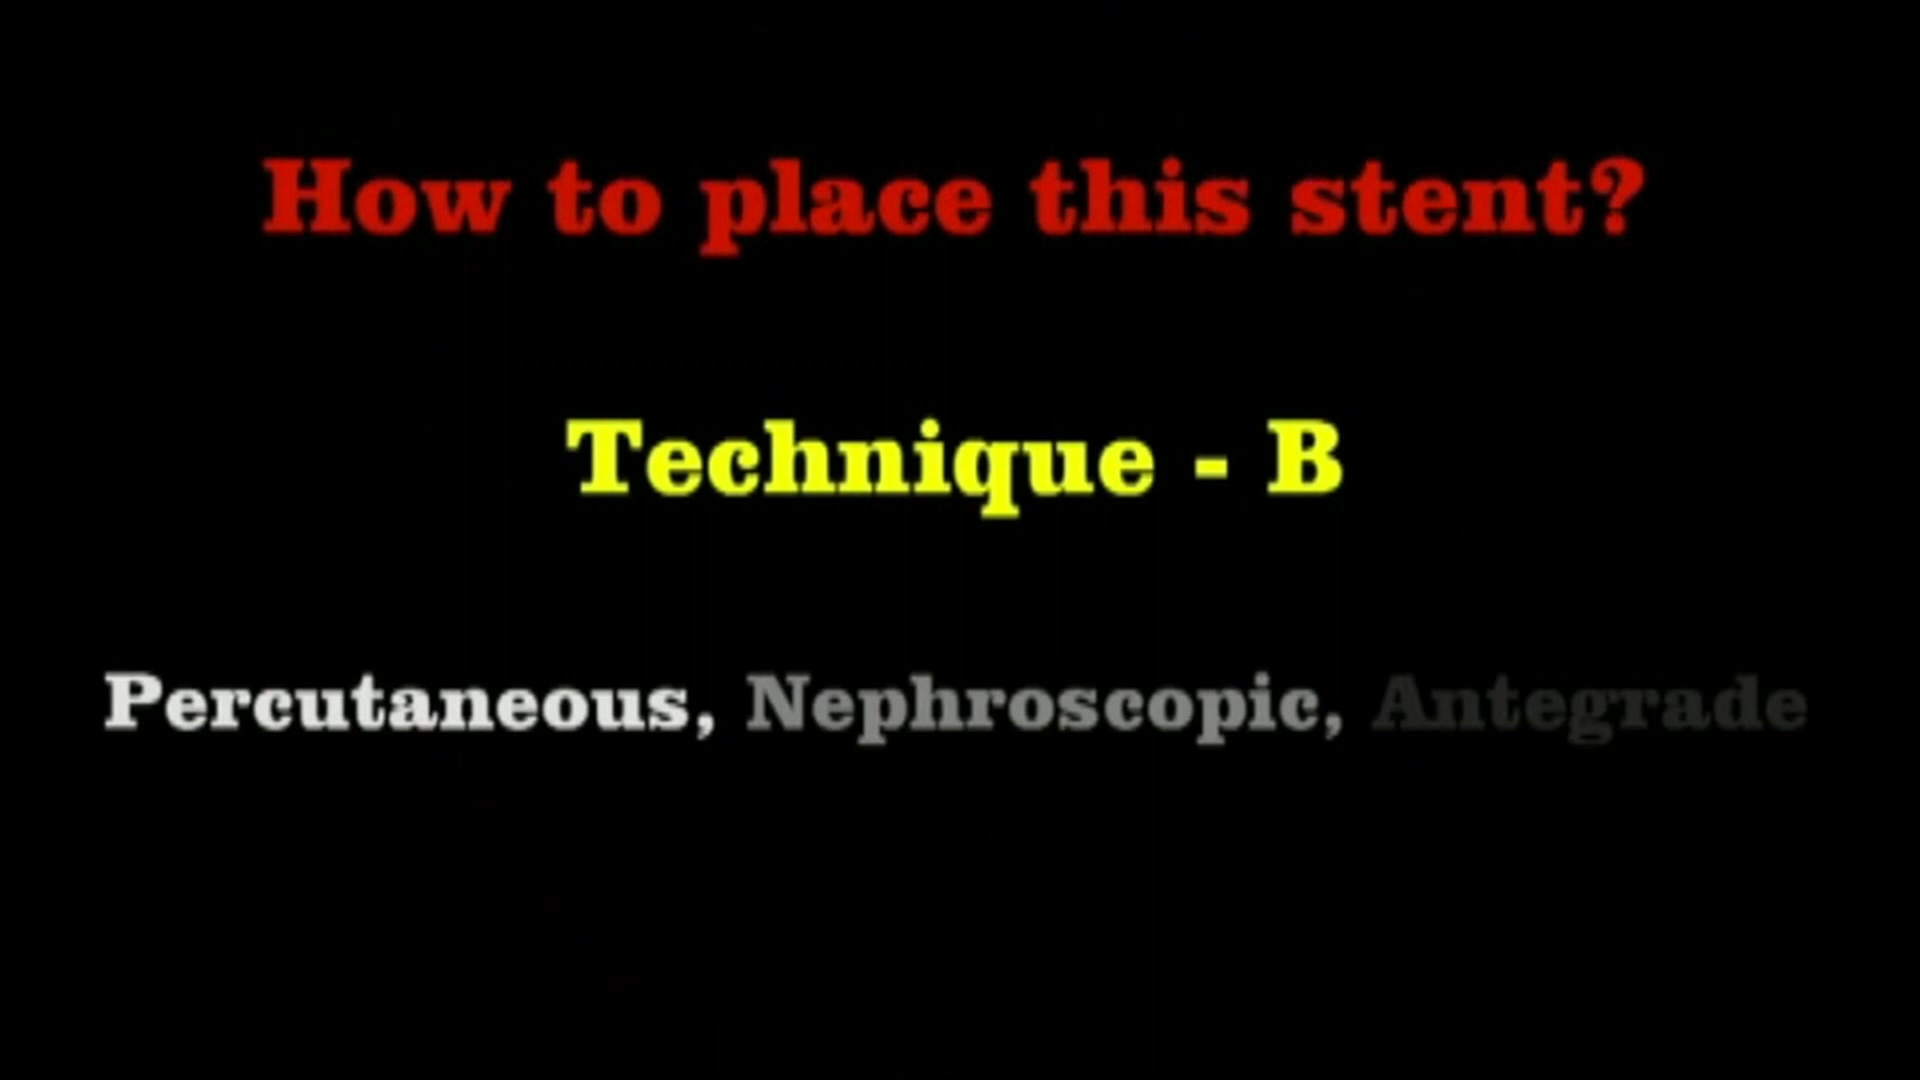 How to place this stent?
Technique - B
Percutaneous, Nephroscopic, Antegrade